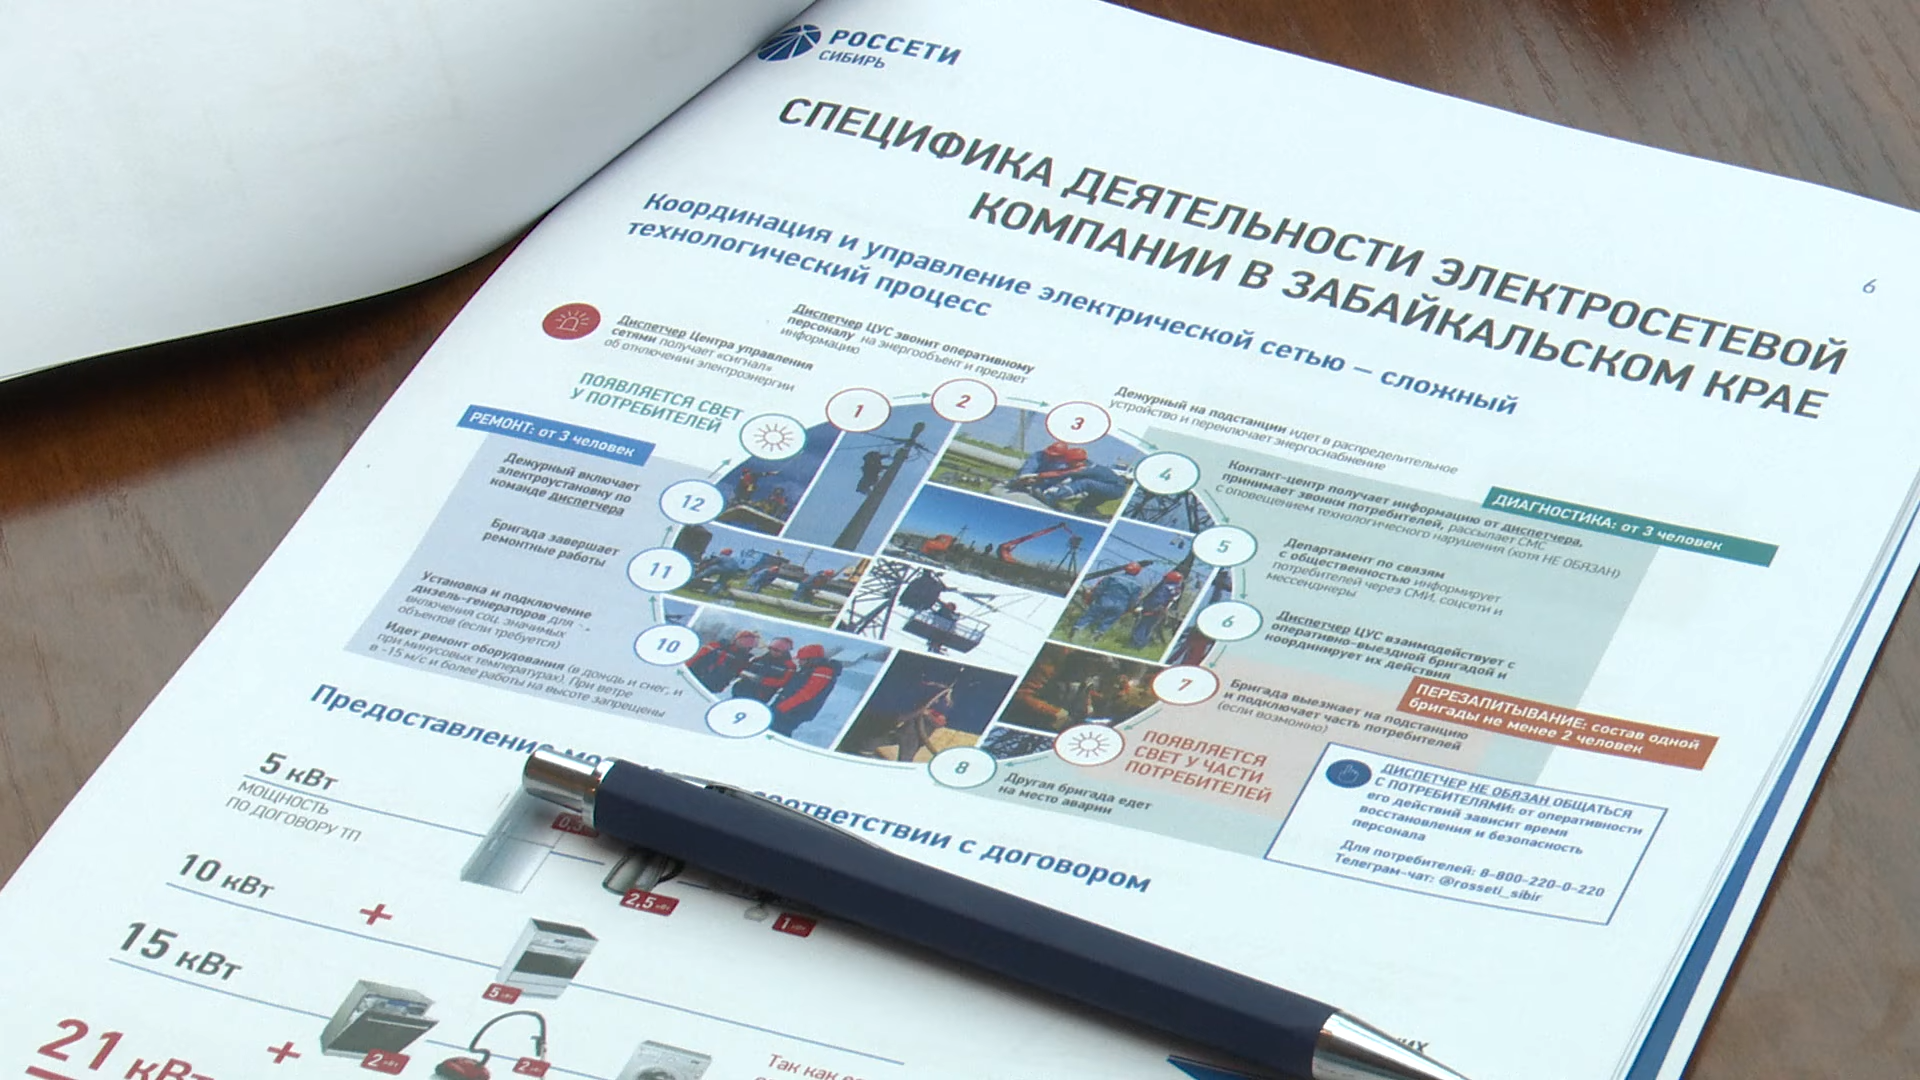 РОССЕТИ
СИБИРЬ
СПЕЦИФИКА ДЕЯТЕЛЬНОСТИ ЭЛЕКТРОСЕТЕВОЙ
КОМПАНИИ В ЗАБАЙКАЛЬСКОМ КРАЕ
6
Координация и управление электрической сетью – сложный
технологический процесс
Диспетчер Центра управления
сетями получает «сигнал»
об отключении электроэнергии
Диспетчер ЦУС звонит оперативному
персоналу на энергообъект и предает
информацию
Дежурный на подстанции идет в распределительное
устройство и переключает энергоснабжение
ПОЯВЛЯЕТСЯ СВЕТ
У ПОТРЕБИТЕЛЕЙ
1
2
3
4
5
6
7
8
9
10
11
12
РЕМОНТ: от 3 человек
Дежурный включает
электроустановку по
команде диспетчера
Бригада завершает
ремонтные работы
Установка и подключение
дизель-генераторов для
включения соц. значимых
объектов (если требуется)
Идет ремонт оборудования (в дождь и снег, и
при минусовых температурах). При ветре
в ~15 м/с и более работы на высоте запрещены
ДИАГНОСТИКА: от 3 человек
Контакт-центр получает информацию от диспетчера,
принимает звонки потребителей, рассылает СМС
с оповещением технологического нарушения (хотя НЕ ОБЯЗАН)
Департамент по связям
с общественностью информирует
потребителей через СМИ, соцсети и
мессенджеры
Диспетчер ЦУС взаимодействует с
оперативно-выездной бригадой и
координирует их действия
ПЕРЕЗАПИТЫВАНИЕ: состав одной
бригады не менее 2 человек
Бригада выезжает на подстанцию
и подключает часть потребителей
(если возможно)
ПОЯВЛЯЕТСЯ
СВЕТ У ЧАСТИ
ПОТРЕБИТЕЛЕЙ
Другая бригада едет
на место аварии
ДИСПЕТЧЕР НЕ ОБЯЗАН ОБЩАТЬСЯ
С ПОТРЕБИТЕЛЯМИ: от оперативности
его действий зависит время
восстановления и безопасность
персонала
Для потребителей: 8-800-220-0-220
Телеграм-чат: @rosseti_sibir
Предоставление соответствии с договором
5 кВт
МОЩНОСТЬ
ПО ДОГОВОРУ ТП
2,5 кВт
1 кВт
10 кВт
+
5 кВт
15 кВт
+
2 кВт
2 кВт
21 кВт
Так как